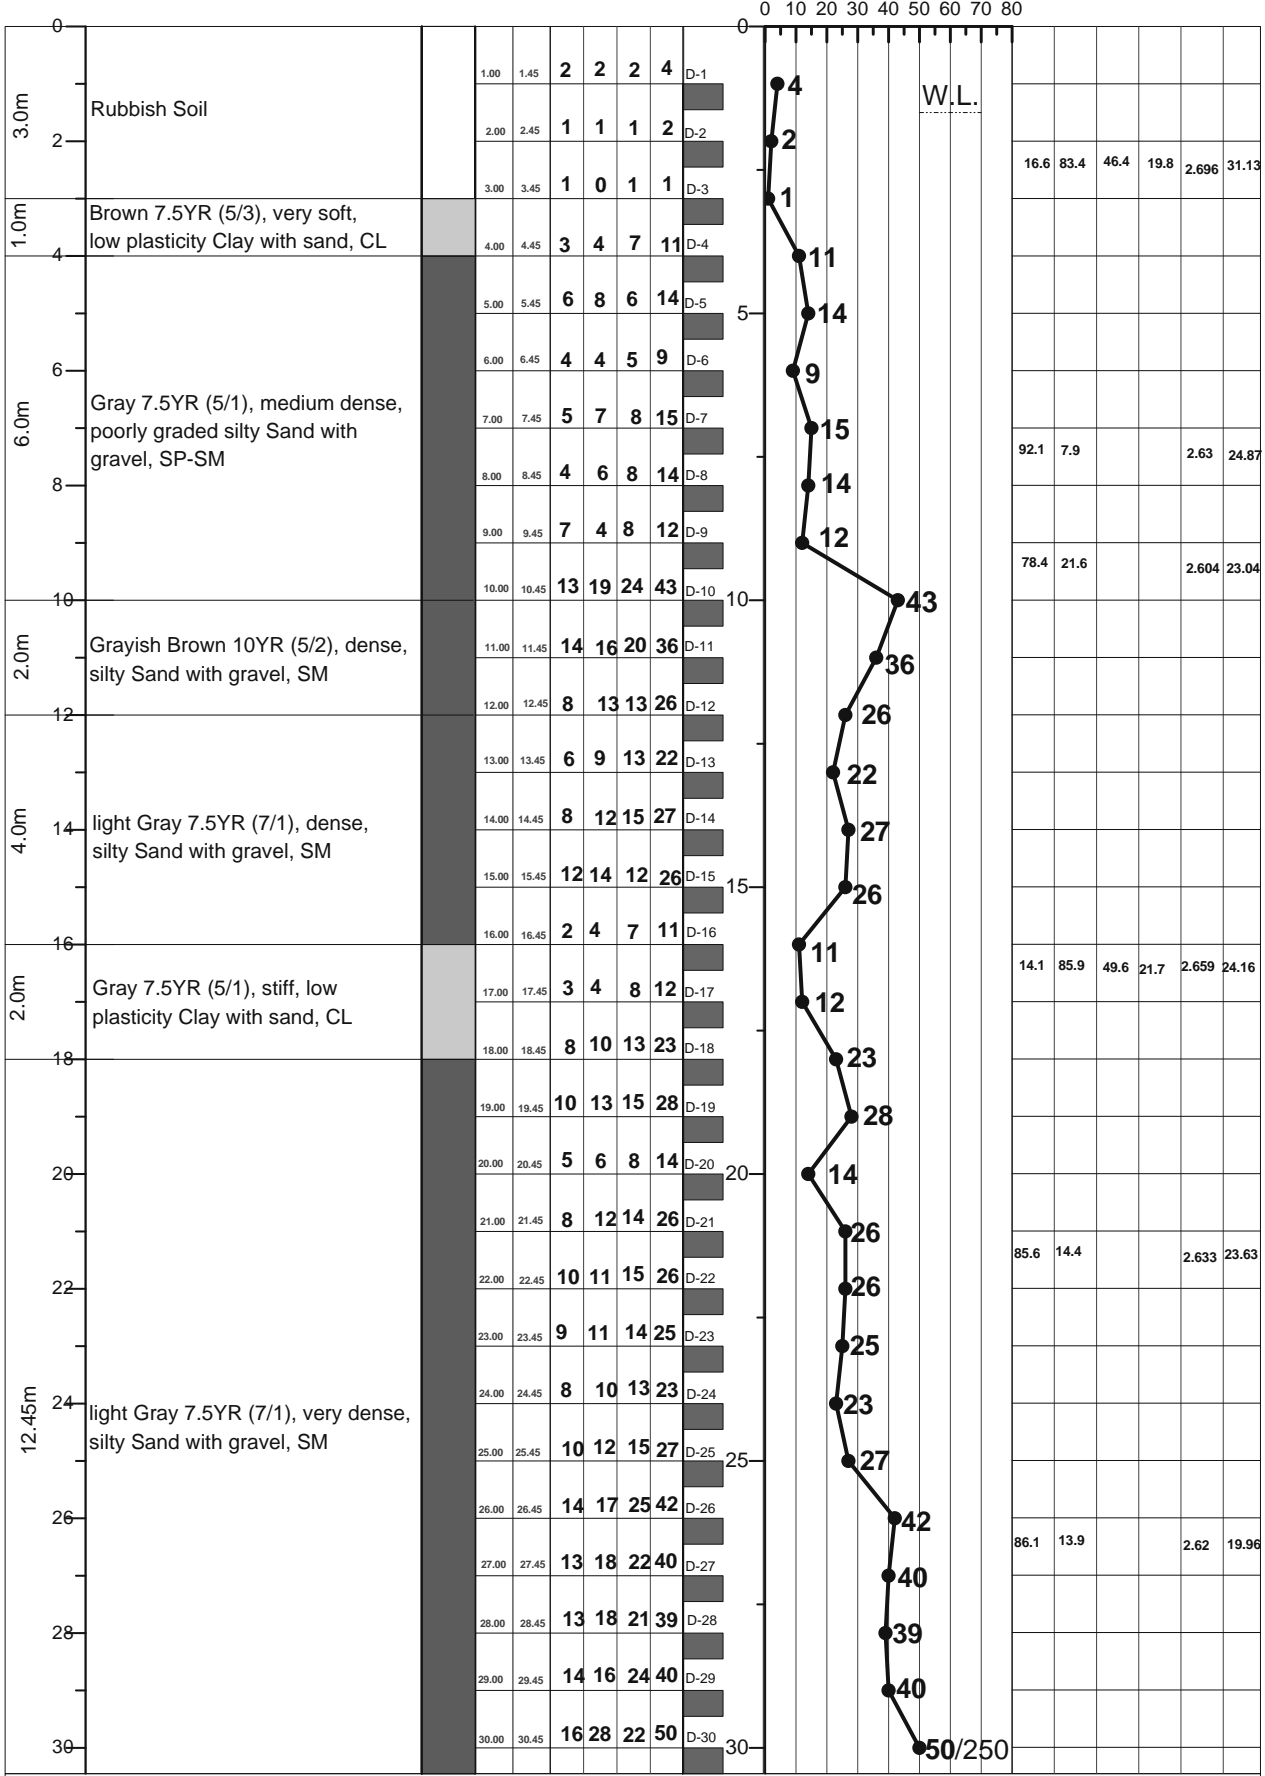 0 10 20 30 40 50 60 70 80
0 0
1.00 1.45 2 2 2 4 D-1 4
3.0m Rubbish Soil W.L.
2 2.00 2.45 1 1 1 2 D-2 2
16.6 83.4 46.4 19.8 2.696 31.13
3.00 3.45 1 0 1 1 D-3 1
1.0m Brown 7.5YR (5/3), very soft,
low plasticity Clay with sand, CL
4 4.00 4.45 3 4 7 11 D-4 11
5.00 5.45 6 8 6 14 D-5 5 14
6 6.00 6.45 4 4 5 9 D-6 9
6.0m Gray 7.5YR (5/1), medium dense,
7.00 7.45 5 7 8 15 D-7 15
poorly graded silty Sand with
gravel, SP-SM
92.1 7.9 2.63 24.87
8 8.00 8.45 4 6 8 14 D-8 14
9.00 9.45 7 4 8 12 D-9 12
78.4 21.6 2.604 23.04
10 10.00 10.45 13 19 24 43 D-10 10 43
2.0m Grayish Brown 10YR (5/2), dense,
silty Sand with gravel, SM
11.00 11.45 14 16 20 36 D-11 36
12 12.00 12.45 8 13 13 26 D-12 26
13.00 13.45 6 9 13 22 D-13 22
4.0m light Gray 7.5YR (7/1), dense,
silty Sand with gravel, SM
14 14.00 14.45 8 12 15 27 D-14 27
15.00 15.45 12 14 12 26 D-15 15 26
16 16.00 16.45 2 4 7 11 D-16 11
14.1 85.9 49.6 21.7 2.659 24.16
2.0m Gray 7.5YR (5/1), stiff, low
plasticity Clay with sand, CL
17.00 17.45 3 4 8 12 D-17 12
18 18.00 18.45 8 10 13 23 D-18 23
19.00 19.45 10 13 15 28 D-19 28
20 20.00 20.45 5 6 8 14 D-20 20 14
21.00 21.45 8 12 14 26 D-21 26
85.6 14.4 2.633 23.63
22 22.00 22.45 10 11 15 26 D-22 26
23.00 23.45 9 11 14 25 D-23 25
24 24.00 24.45 8 10 13 23 D-24 23
12.45m light Gray 7.5YR (7/1), very dense,
silty Sand with gravel, SM
25.00 25.45 10 12 15 27 D-25 25 27
26 26.00 26.45 14 17 25 42 D-26 42
86.1 13.9 2.62 19.96
27.00 27.45 13 18 22 40 D-27 40
28 28.00 28.45 13 18 21 39 D-28 39
29.00 29.45 14 16 24 40 D-29 40
30 30.00 30.45 16 28 22 50 D-30 30 50/250